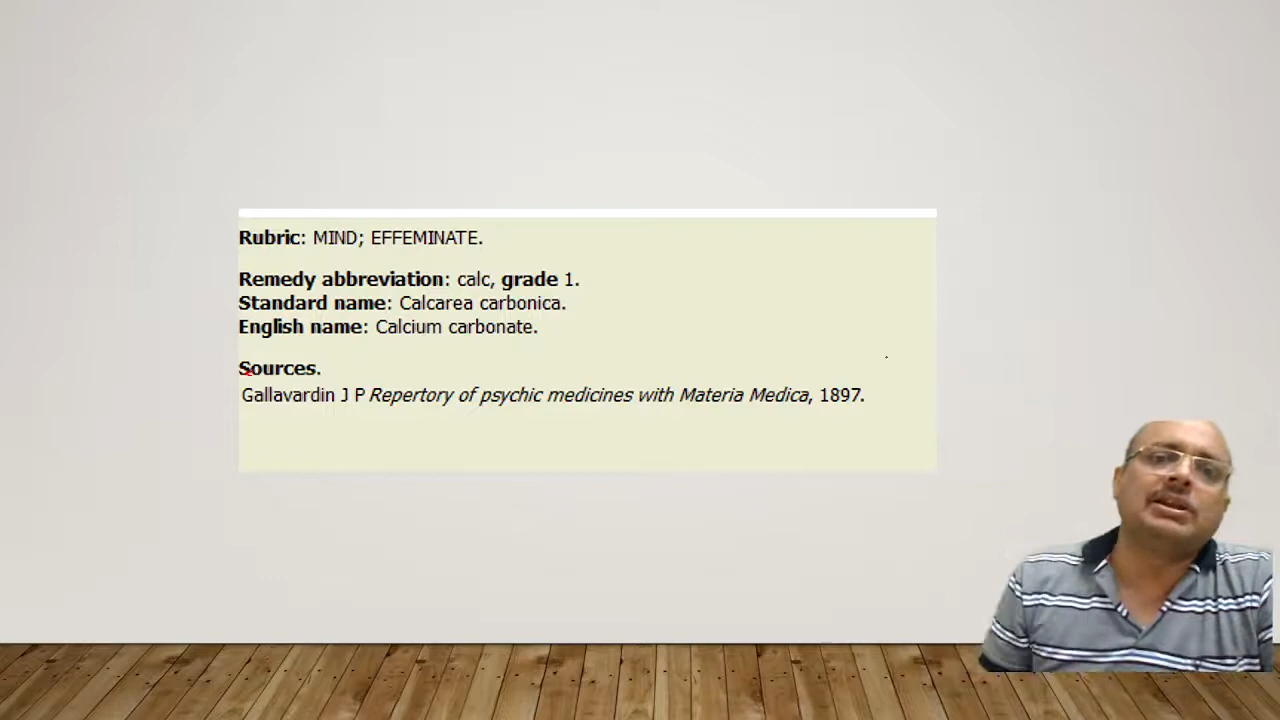 Rubric: MIND; EFFEMINATE.
Remedy abbreviation: calc, grade 1.
Standard name: Calcarea carbonica.
English name: Calcium carbonate.
Sources.
Gallavardin J P Repertory of psychic medicines with Materia Medica, 1897.